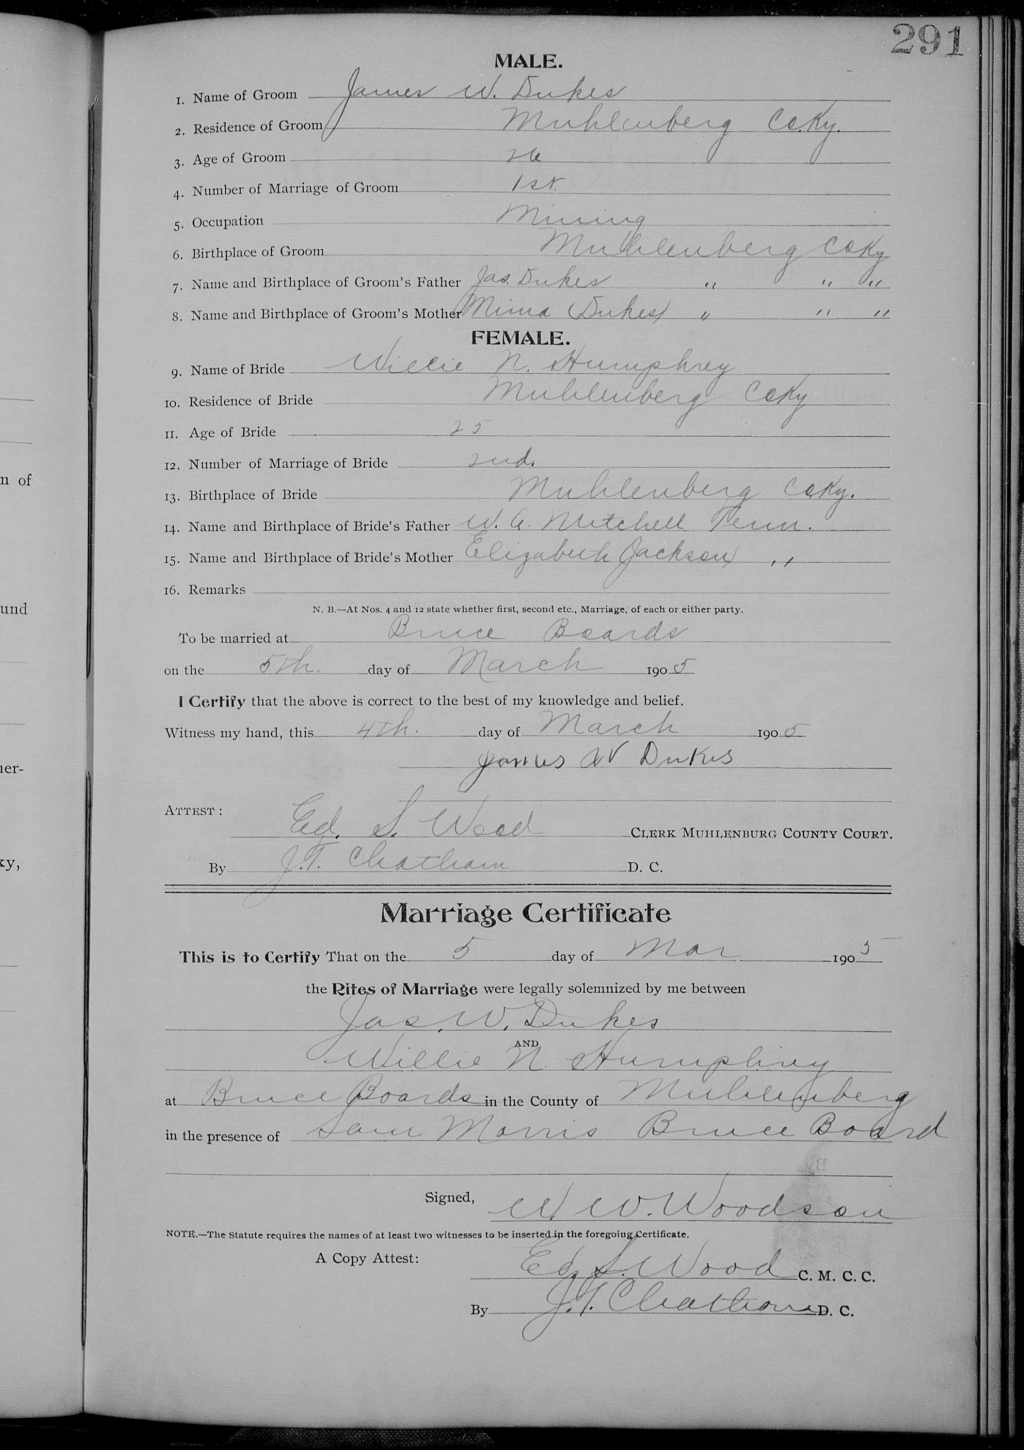 291
MALE.
1. Name of Groom James W. Dukes
2. Residence of Groom Muhlenberg Co. Ky.
3. Age of Groom 26
4. Number of Marriage of Groom 1st.
5. Occupation Mining
6. Birthplace of Groom Muhlenberg Co Ky
7. Name and Birthplace of Groom's Father Jas. Dukes " " "
8. Name and Birthplace of Groom's Mother Mima (Dukes) " " "
FEMALE.
9. Name of Bride Willie N. Humphrey
10. Residence of Bride Muhlenberg Co Ky
11. Age of Bride 25
12. Number of Marriage of Bride 2nd.
13. Birthplace of Bride Muhlenberg Co Ky.
14. Name and Birthplace of Bride's Father W. G. Mitchell Tenn.
15. Name and Birthplace of Bride's Mother Elizabeth Jackson "
16. Remarks
N. B.—At Nos. 4 and 12 state whether first, second etc., Marriage, of each or either party.
To be married at Bruce Boards
on the 5th. day of March 1905
I Certify that the above is correct to the best of my knowledge and belief.
Witness my hand, this 4th. day of March 1905
James W Dukes
ATTEST: Ed. S. Wood CLERK MUHLENBURG COUNTY COURT.
By J. T. Chatham D. C.
Marriage Certificate
This is to Certify That on the 5 day of Mar 1905
the Rites of Marriage were legally solemnized by me between
Jas. W. Dukes
AND
Willie N. Humphrey
at Bruce Boards in the County of Muhlenberg
in the presence of Sam Morris Bruce Board
Signed, W. W. Woodson
NOTE.—The Statute requires the names of at least two witnesses to be inserted in the foregoing Certificate.
A Copy Attest: Ed. S. Wood C. M. C. C.
By J. T. Chatham D. C.
n of
und
ner-
ky,